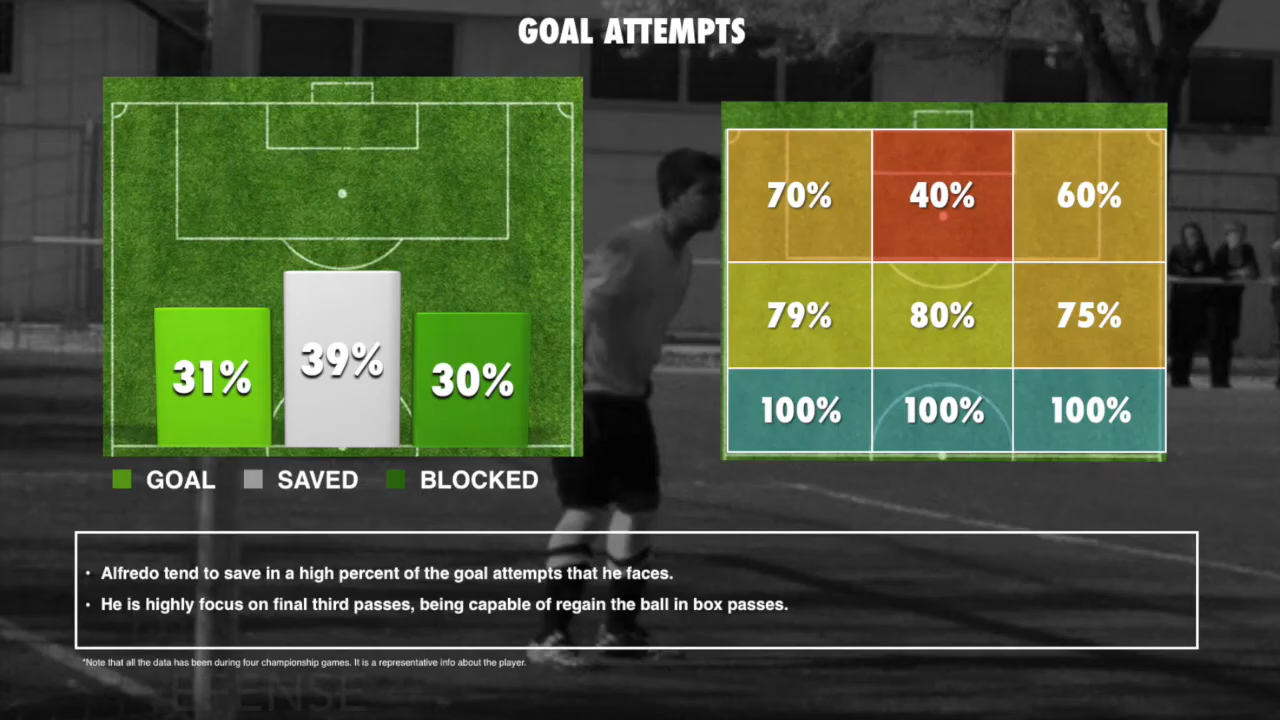 GOAL ATTEMPTS
31%
39%
30%
GOAL SAVED BLOCKED
70% 40% 60%
79% 80% 75%
100% 100% 100%
· Alfredo tend to save in a high percent of the goal attempts that he faces.
· He is highly focus on final third passes, being capable of regain the ball in box passes.
*Note that all the data has been during four championship games. It is a representative info about the player.